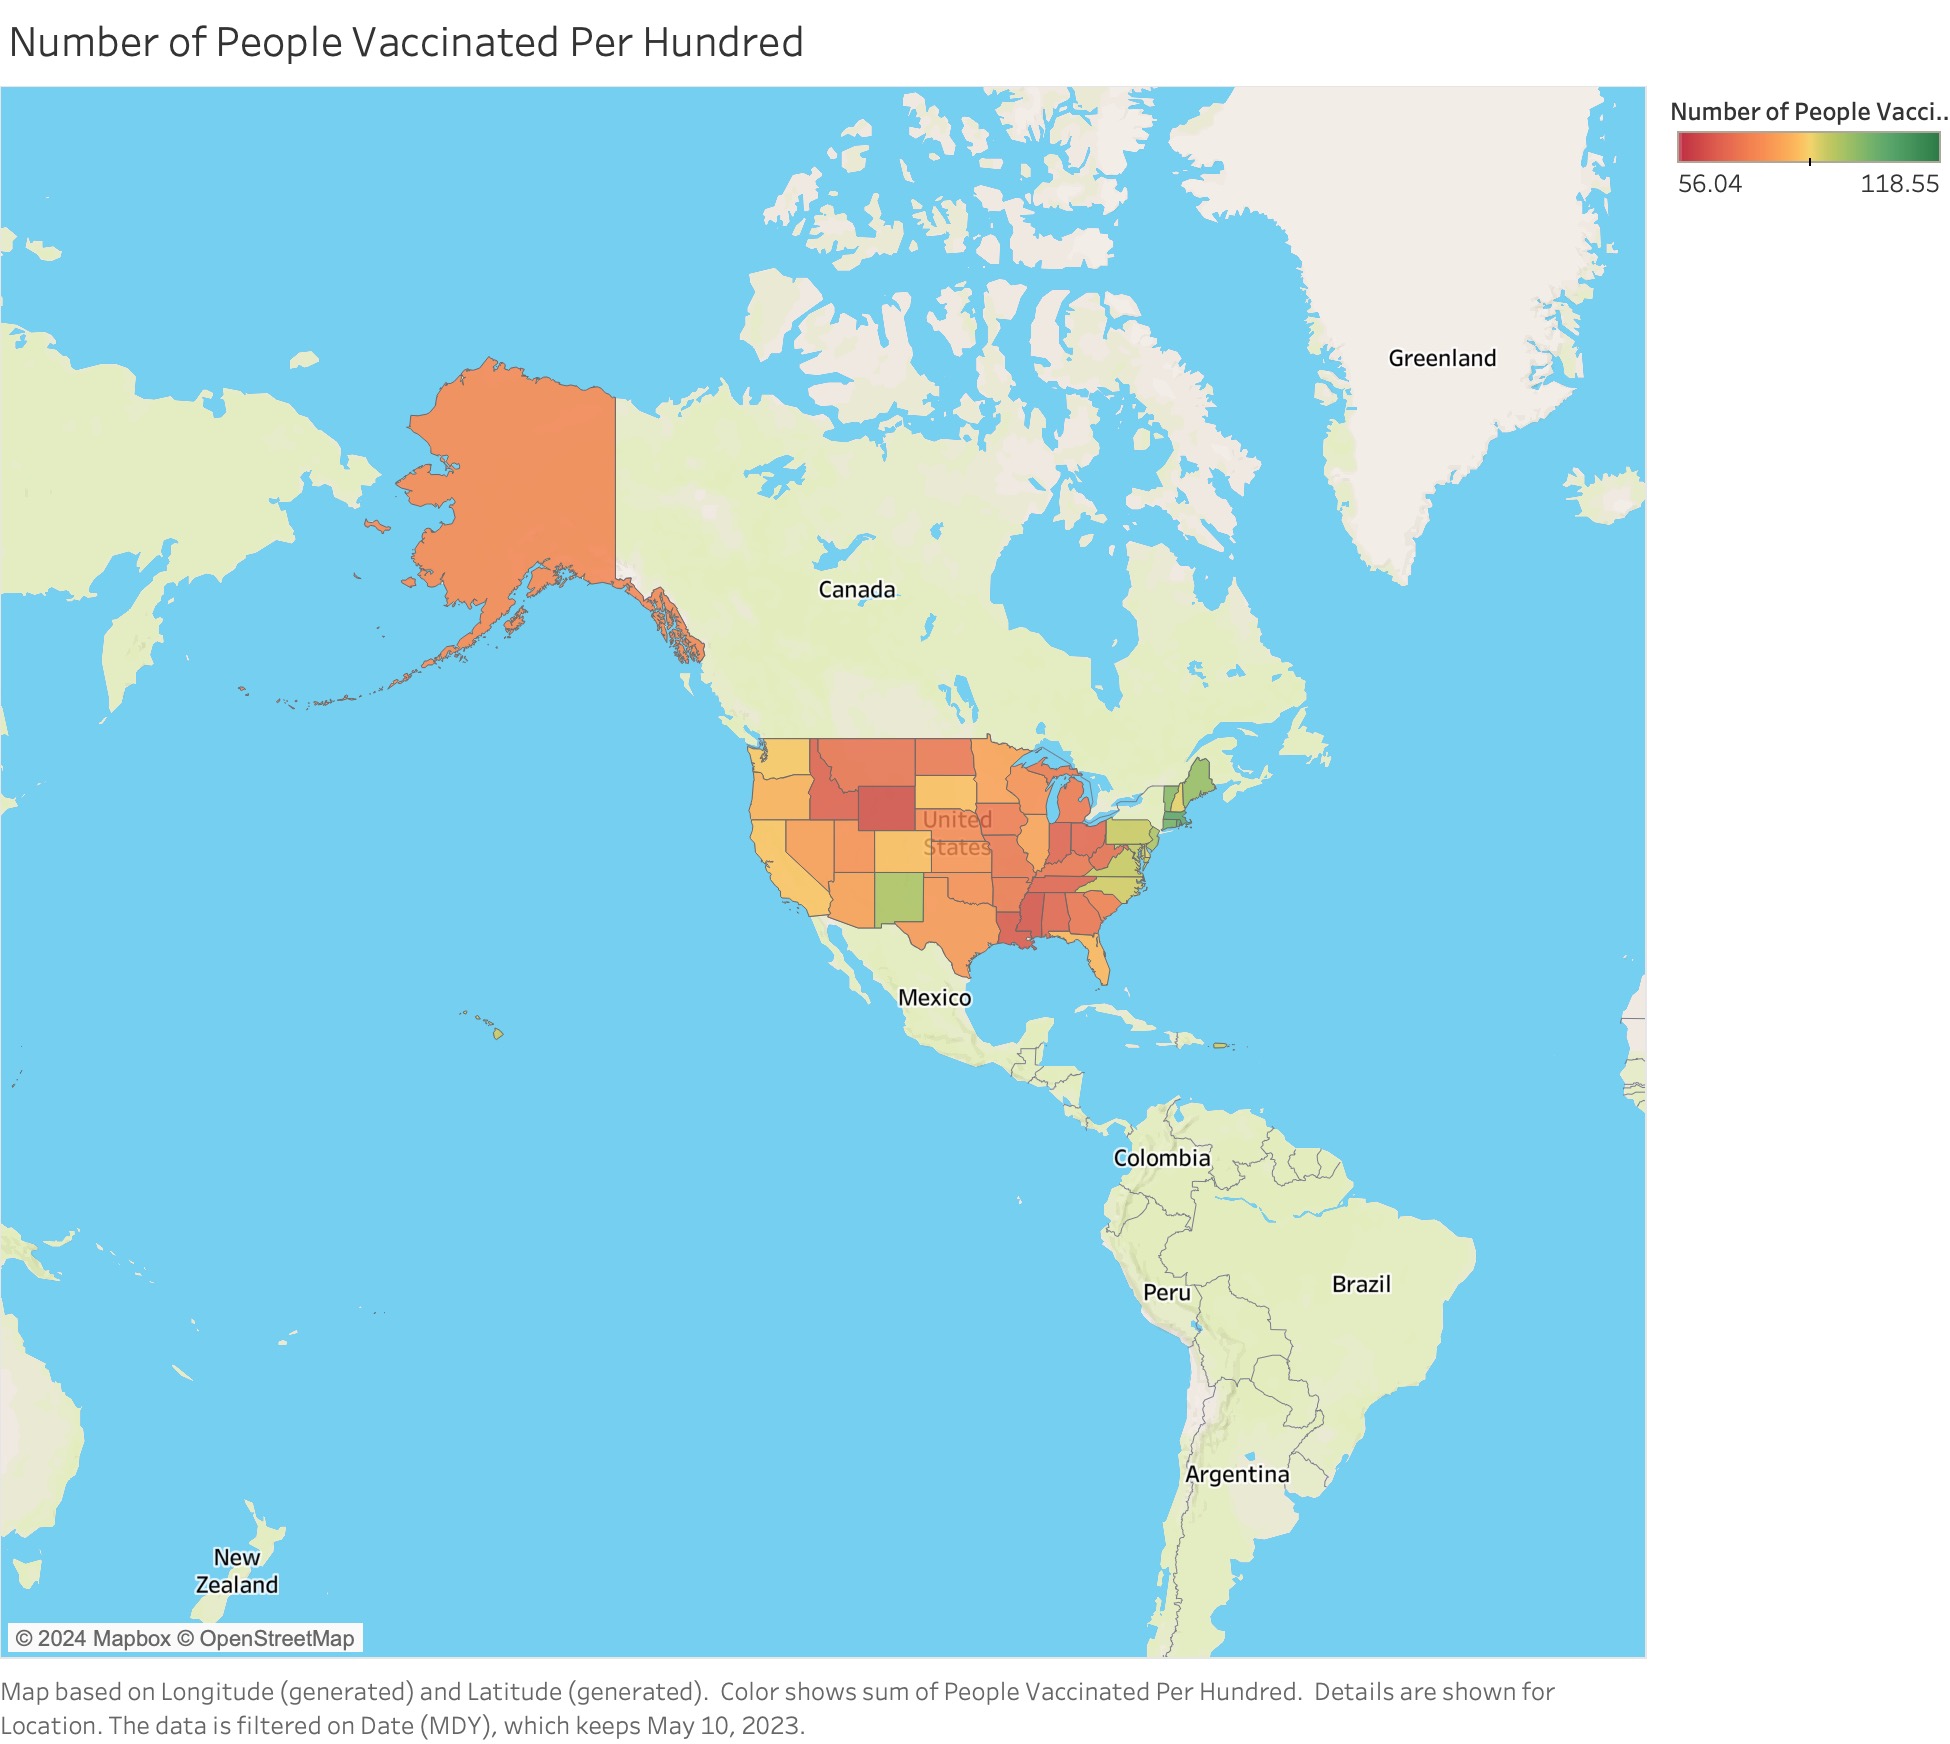 Number of People Vaccinated Per Hundred
Number of People Vacci..
56.04 118.55
Greenland
Canada
United
States
Mexico
Colombia
Peru
Brazil
Argentina
New
Zealand
© 2024 Mapbox © OpenStreetMap
Map based on Longitude (generated) and Latitude (generated). Color shows sum of People Vaccinated Per Hundred. Details are shown for
Location. The data is filtered on Date (MDY), which keeps May 10, 2023.